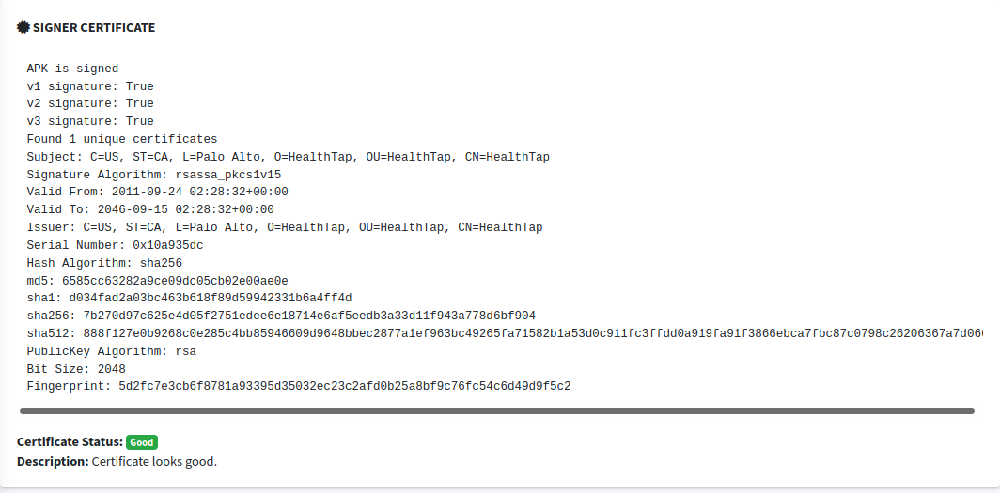 SIGNER CERTIFICATE
APK is signed
v1 signature: True
v2 signature: True
v3 signature: True
Found 1 unique certificates
Subject: C=US, ST=CA, L=Palo Alto, O=HealthTap, OU=HealthTap, CN=HealthTap
Signature Algorithm: rsassa_pkcs1v15
Valid From: 2011-09-24 02:28:32+00:00
Valid To: 2046-09-15 02:28:32+00:00
Issuer: C=US, ST=CA, L=Palo Alto, O=HealthTap, OU=HealthTap, CN=HealthTap
Serial Number: 0x10a935dc
Hash Algorithm: sha256
md5: 6585cc63282a9ce09dc05cb02e00ae0e
sha1: d034fad2a03bc463b618f89d59942331b6a4ff4d
sha256: 7b270d97c625e4d05f2751edee6e18714e6af5eedb3a33d11f943a778d6bf904
sha512: 888f127e0b9268c0e285c4bb85946609d9648bbec2877a1ef963bc49265fa71582b1a53d0c911fc3ffdd0a919fa91f3866ebca7fbc87c0798c26206367a7d06
PublicKey Algorithm: rsa
Bit Size: 2048
Fingerprint: 5d2fc7e3cb6f8781a93395d35032ec23c2afd0b25a8bf9c76fc54c6d49d9f5c2
Certificate Status: Good
Description: Certificate looks good.